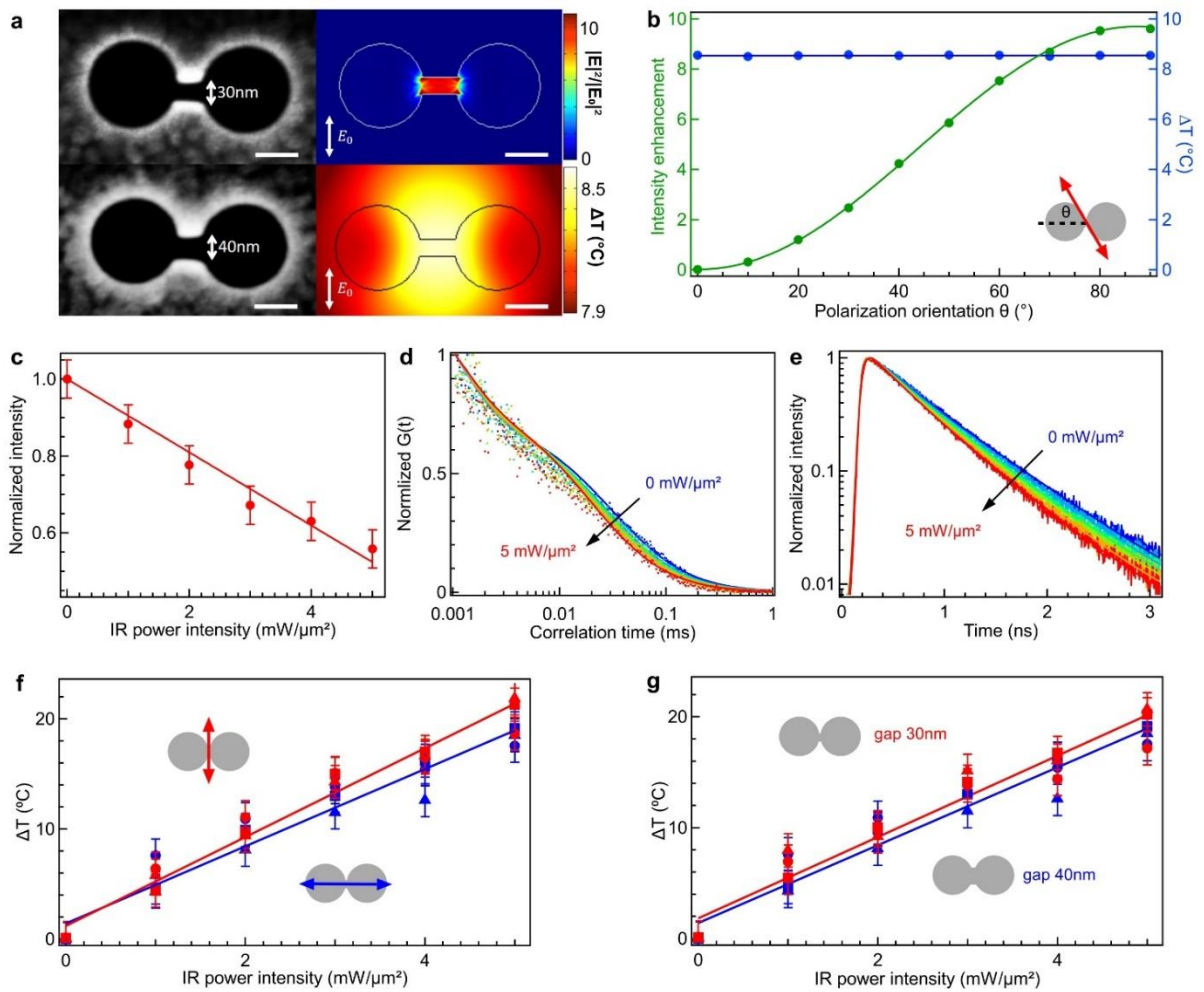 a
30nm
E₀
10
|E|²/|E₀|²
0
40nm
E₀
8.5
ΔT (°C)
7.9
b
Intensity enhancement
10
8
6
4
2
0
0
20
40
60
80
Polarization orientation θ (°)
10
8
6
4
2
0
ΔT (°C)
θ
c
Normalized intensity
1.0
0.8
0.6
0
2
4
IR power intensity (mW/µm²)
d
Normlized G(t)
1
0.5
0
0.001
0.01
0.1
1
Correlation time (ms)
0 mW/µm²
5 mW/µm²
e
Normalized intensity
1
0.1
0.01
0
1
2
3
Time (ns)
0 mW/µm²
5 mW/µm²
f
ΔT (ºC)
20
10
0
0
2
4
IR power intensity (mW/µm²)
g
ΔT (ºC)
20
10
0
0
2
4
IR power intensity (mW/µm²)
gap 30nm
gap 40nm